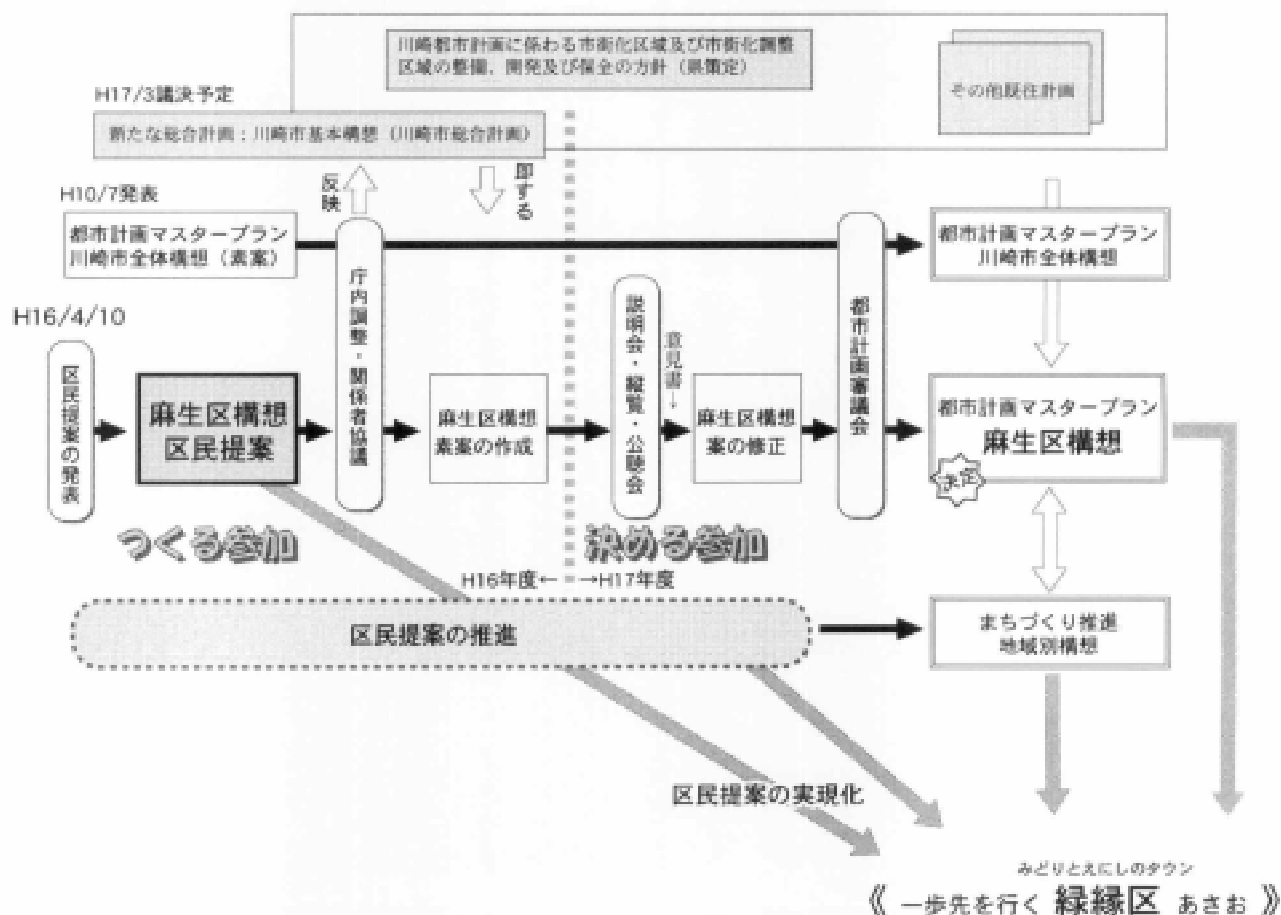 川崎都市計画に係わる市街化区域及び市街化調整
区域の整備、開発及び保全の方針（県策定）
その他既往計画
H17/3議決予定
新たな総合計画：川崎市基本構想（川崎市総合計画）
反映
即する
H10/7発表
都市計画マスタープラン
川崎市全体構想（素案）
都市計画マスタープラン
川崎市全体構想
H16/4/10
区民提案の発表
麻生区構想
区民提案
庁内調整・関係者協議
麻生区構想
素案の作成
説明会・縦覧・公聴会
意見書→
麻生区構想
案の修正
都市計画審議会
都市計画マスタープラン
麻生区構想
決定
つくる参加
決める参加
H16年度← →H17年度
区民提案の推進
まちづくり推進
地域別構想
区民提案の実現化
みどりとえにしのタウン
《 一歩先を行く 緑縁区 あさお 》